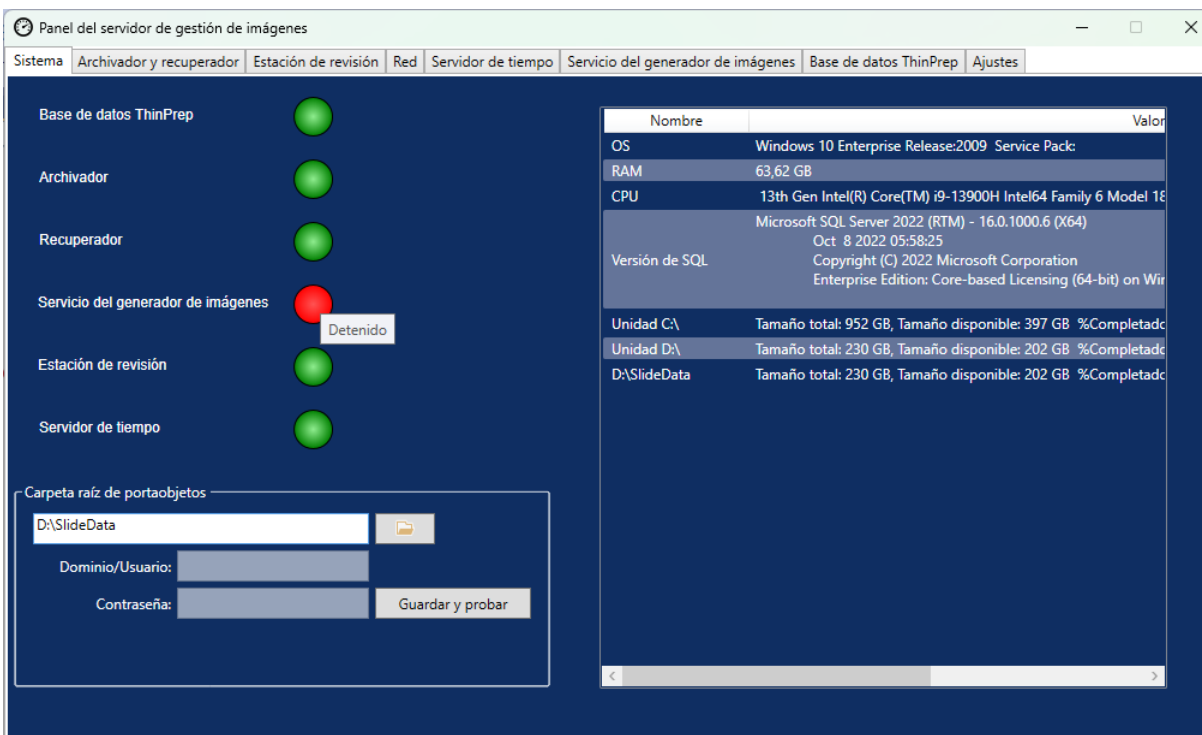 Panel del servidor de gestión de imágenes
Sistema Archivador y recuperador Estación de revisión Red Servidor de tiempo Servicio del generador de imágenes Base de datos ThinPrep Ajustes
Base de datos ThinPrep
Archivador
Recuperador
Servicio del generador de imágenes
Detenido
Estación de revisión
Servidor de tiempo
Carpeta raíz de portaobjetos
D:\SlideData
Dominio/Usuario:
Contraseña:
Guardar y probar
Nombre Valor
OS Windows 10 Enterprise Release:2009 Service Pack:
RAM 63,62 GB
CPU 13th Gen Intel(R) Core(TM) i9-13900H Intel64 Family 6 Model 18
Versión de SQL
Microsoft SQL Server 2022 (RTM) - 16.0.1000.6 (X64)
Oct 8 2022 05:58:25
Copyright (C) 2022 Microsoft Corporation
Enterprise Edition: Core-based Licensing (64-bit) on Wir
Unidad C:\ Tamaño total: 952 GB, Tamaño disponible: 397 GB %Completado
Unidad D:\ Tamaño total: 230 GB, Tamaño disponible: 202 GB %Completado
D:\SlideData Tamaño total: 230 GB, Tamaño disponible: 202 GB %Completado